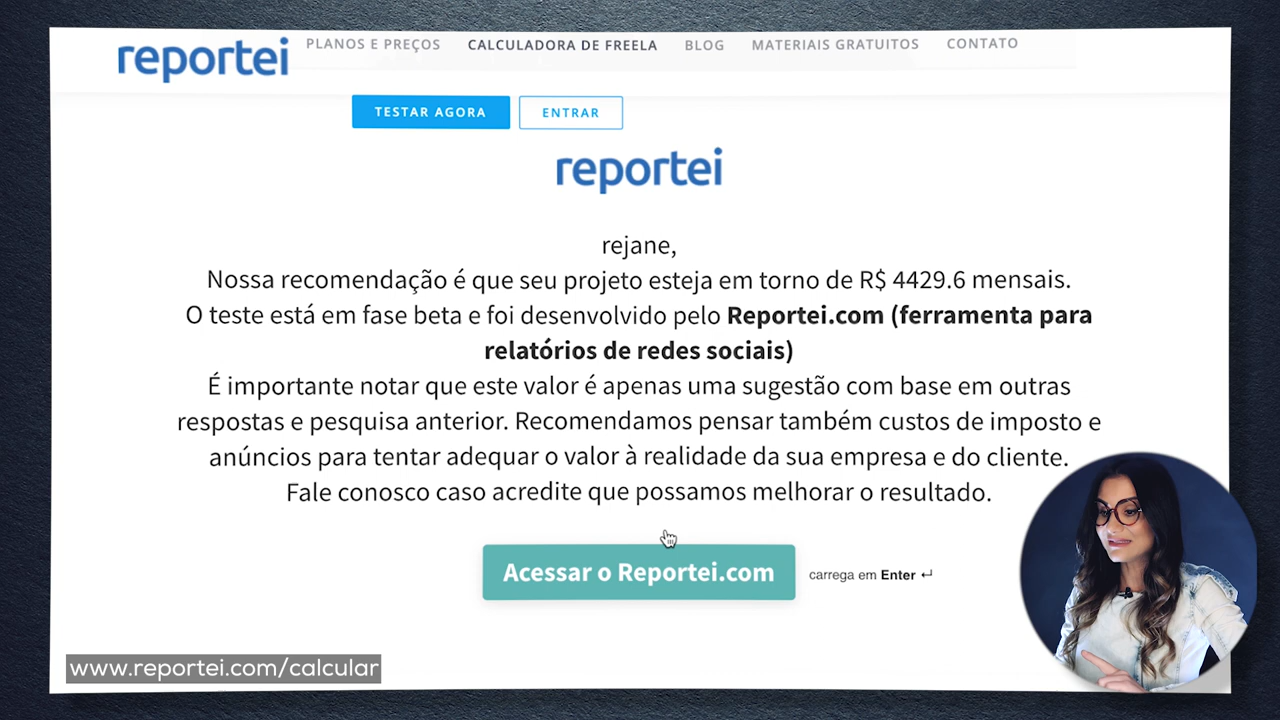 reportei
PLANOS E PREÇOS CALCULADORA DE FREELA BLOG MATERIAIS GRATUITOS CONTATO
TESTAR AGORA ENTRAR
reportei
rejane,
Nossa recomendação é que seu projeto esteja em torno de R$ 4429.6 mensais.
O teste está em fase beta e foi desenvolvido pelo Reportei.com (ferramenta para
relatórios de redes sociais)
É importante notar que este valor é apenas uma sugestão com base em outras
respostas e pesquisa anterior. Recomendamos pensar também custos de imposto e
anúncios para tentar adequar o valor à realidade da sua empresa e do cliente.
Fale conosco caso acredite que possamos melhorar o resultado.
Acessar o Reportei.com carrega em Enter ↵
www.reportei.com/calcular